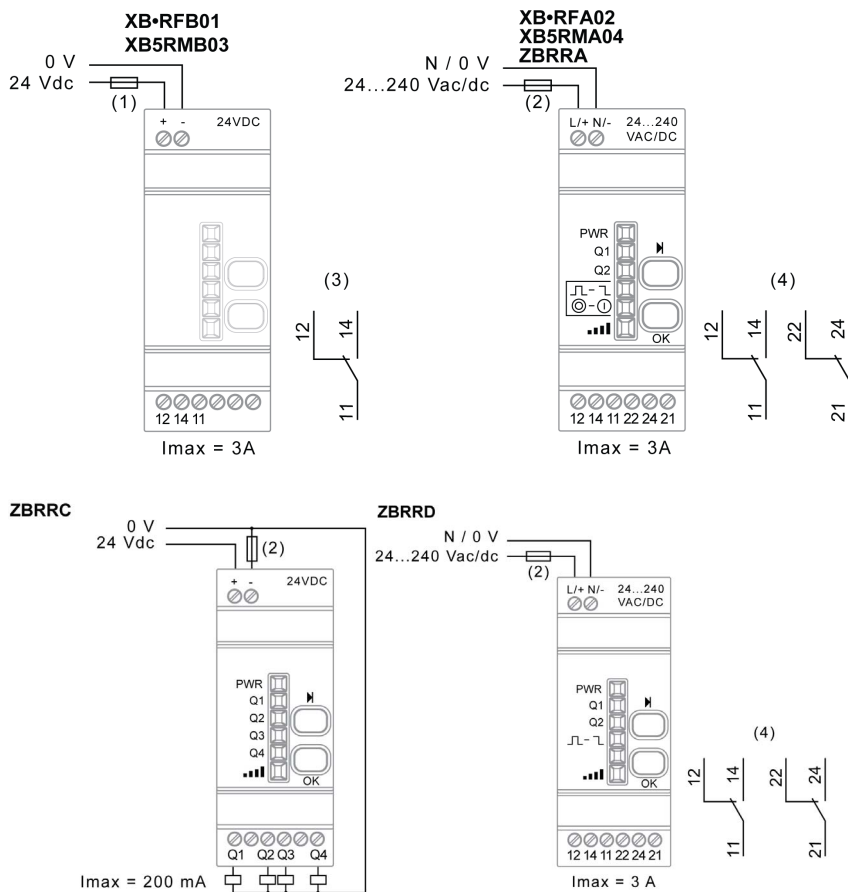 XB•RFB01
XB5RMB03
0 V
24 Vdc
(1)
+ - 24VDC
(3)
12 14
11
12 14 11
Imax = 3A
XB•RFA02
XB5RMA04
ZBRRA
N / 0 V
24...240 Vac/dc
(2)
L/+ N/- 24...240
VAC/DC
PWR
Q1
Q2
OK
(4)
12 14 22 24
11 21
12 14 11 22 24 21
Imax = 3A
ZBRRC
0 V
24 Vdc
(2)
+ - 24VDC
PWR
Q1
Q2
Q3
Q4
OK
Q1 Q2 Q3 Q4
Imax = 200 mA
ZBRRD
N / 0 V
24...240 Vac/dc
(2)
L/+ N/- 24...240
VAC/DC
PWR
Q1
Q2
OK
(4)
12 14 22 24
11 21
12 14 11 22 24 21
Imax = 3 A